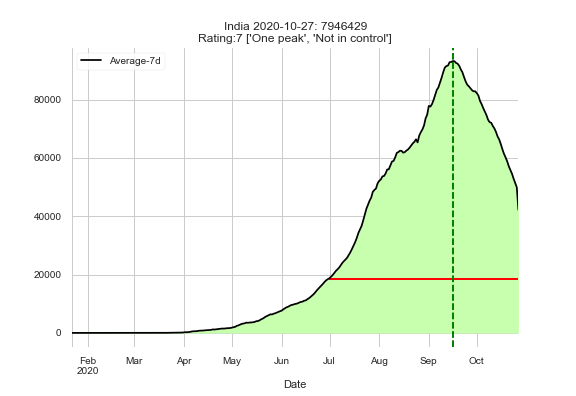 India 2020-10-27: 7946429
Rating:7 ['One peak', 'Not in control']
Average-7d
80000
60000
40000
20000
0
Feb Mar Apr May Jun Jul Aug Sep Oct
2020
Date